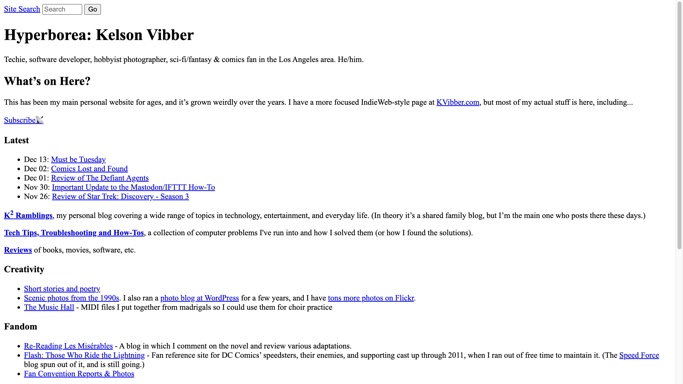 Site Search Search Go
Hyperborea: Kelson Vibber
Techie, software developer, hobbyist photographer, sci-fi/fantasy & comics fan in the Los Angeles area. He/him.
What’s on Here?
This has been my main personal website for ages, and it’s grown weirdly over the years. I have a more focused IndieWeb-style page at KVibber.com, but most of my actual stuff is here, including...
Subscribe
Latest
• Dec 13: Must be Tuesday
• Dec 02: Comics Lost and Found
• Dec 01: Review of The Defiant Agents
• Nov 30: Important Update to the Mastodon/IFTTT How-To
• Nov 26: Review of Star Trek: Discovery - Season 3
K² Ramblings, my personal blog covering a wide range of topics in technology, entertainment, and everyday life. (In theory it’s a shared family blog, but I’m the main one who posts there these days.)
Tech Tips, Troubleshooting and How-Tos, a collection of computer problems I've run into and how I solved them (or how I found the solutions).
Reviews of books, movies, software, etc.
Creativity
• Short stories and poetry
• Scenic photos from the 1990s. I also ran a photo blog at WordPress for a few years, and I have tons more photos on Flickr.
• The Music Hall - MIDI files I put together from madrigals so I could use them for choir practice
Fandom
• Re-Reading Les Misérables - A blog in which I comment on the novel and review various adaptations.
• Flash: Those Who Ride the Lightning - Fan reference site for DC Comics’ speedsters, their enemies, and supporting cast up through 2011, when I ran out of free time to maintain it. (The Speed Force
blog spun out of it, and is still going.)
• Fan Convention Reports & Photos